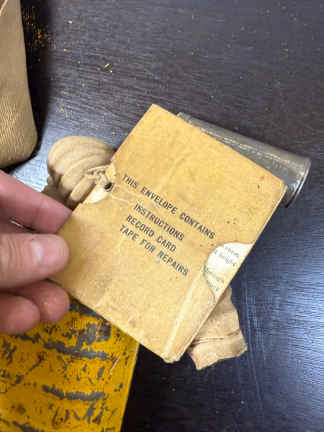 THIS ENVELOPE CONTAINS
INSTRUCTIONS
RECORD CARD
TAPE FOR REPAIRS